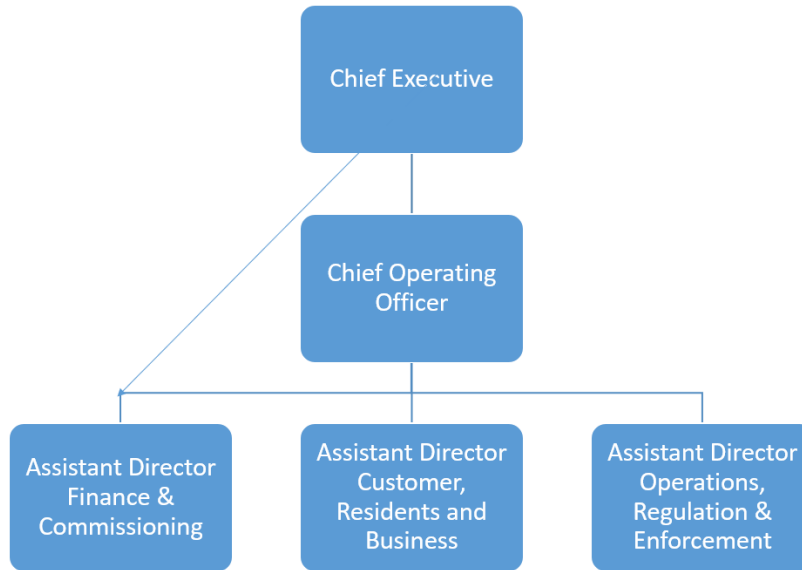 Chief Executive
Chief Operating
Officer
Assistant Director
Finance &
Commissioning
Assistant Director
Customer,
Residents and
Business
Assistant Director
Operations,
Regulation &
Enforcement